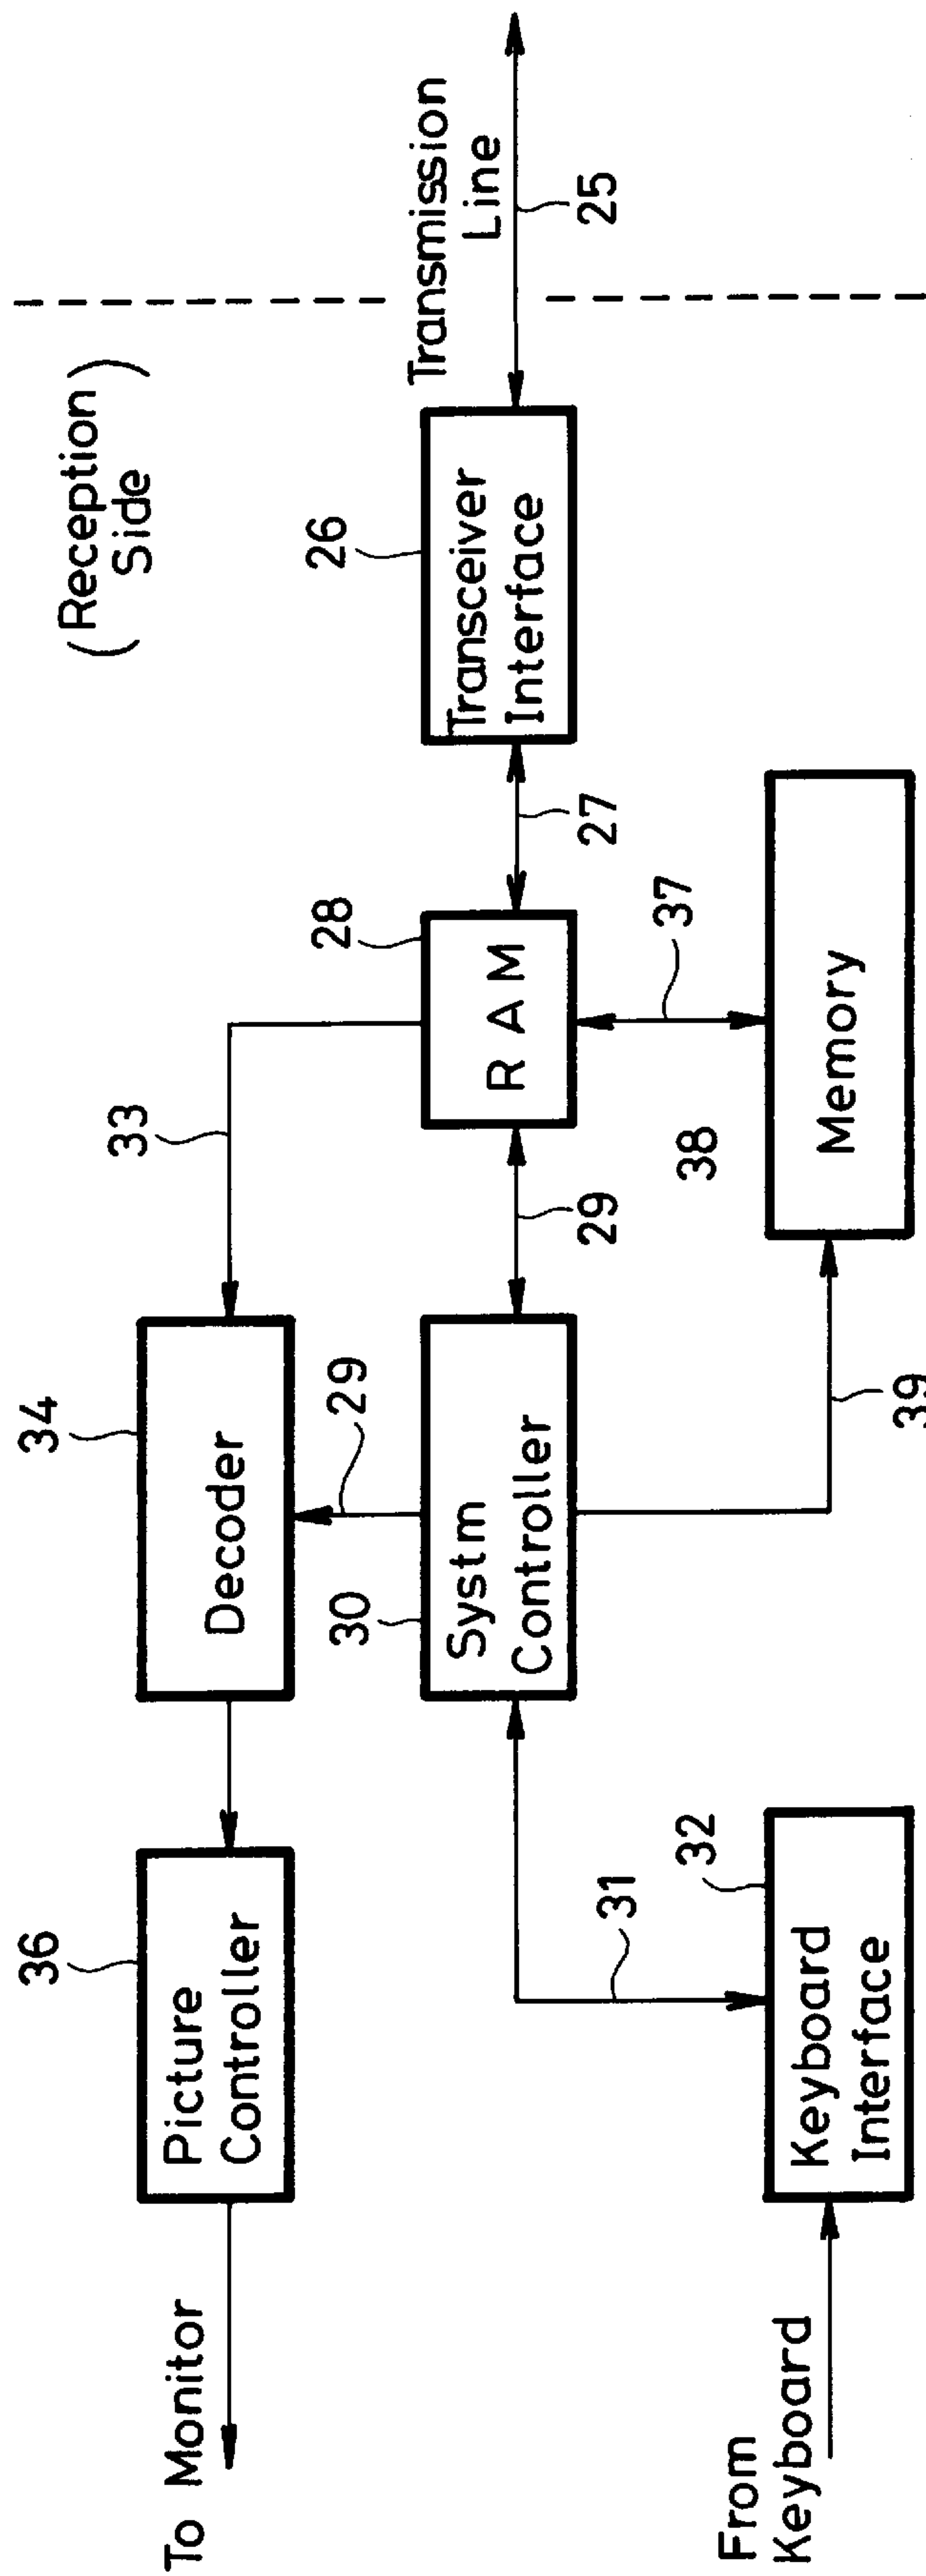 36
34
(Reception
Side)
33
To Monitor
Picture
Controller
Decoder
30
29
28
26
Transmission
Line
Systm
Controller
RAM
Transceiver
Interface
31
29
27
25
32
38
37
From
Keyboard
Keyboard
Interface
Memory
39